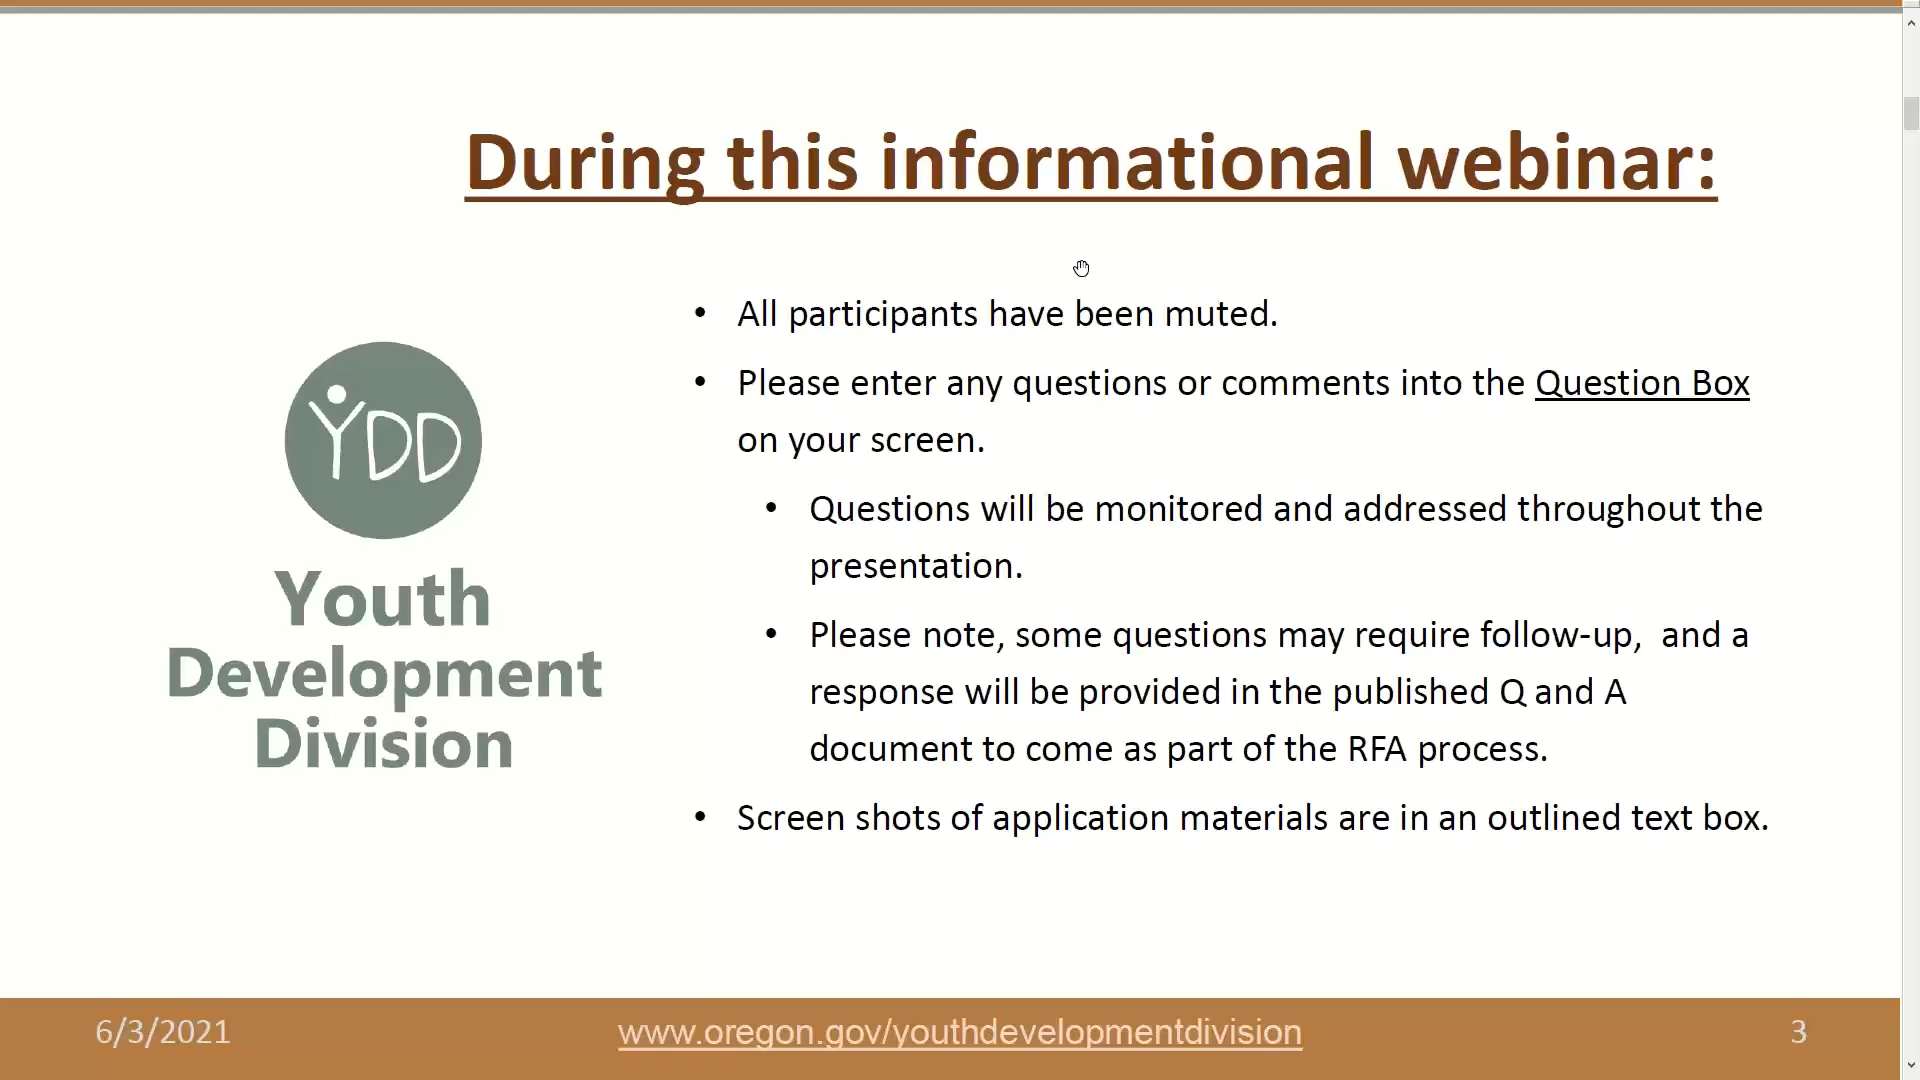 During this informational webinar:
• All participants have been muted.
• Please enter any questions or comments into the Question Box
on your screen.
• Questions will be monitored and addressed throughout the
presentation.
• Please note, some questions may require follow-up,  and a
response will be provided in the published Q and A
document to come as part of the RFA process.
• Screen shots of application materials are in an outlined text box.
YDD
Youth
Development
Division
6/3/2021
www.oregon.gov/youthdevelopmentdivision
3